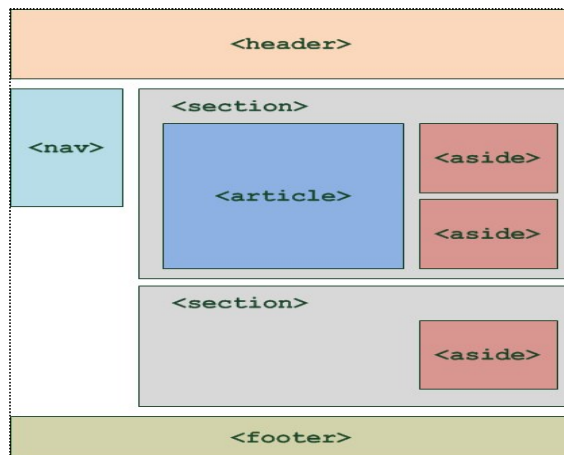 <header>
<nav>
<section>
<article>
<aside>
<aside>
<section>
<aside>
<footer>